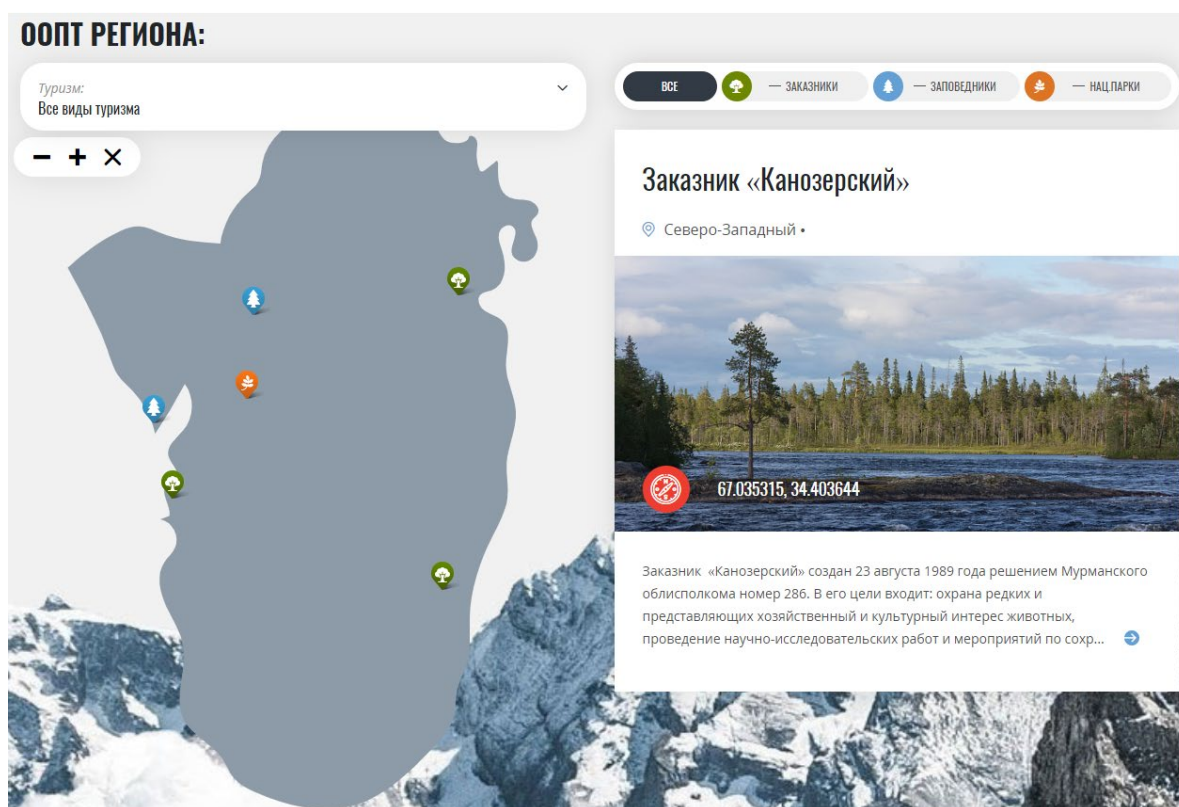 ООПТ РЕГИОНА:
Туризм:
Все виды туризма
ВСЕ
— ЗАКАЗНИКИ
— ЗАПОВЕДНИКИ
— НАЦ.ПАРКИ
Заказник «Канозерский»
Северо-Западный •
67.035315, 34.403644
Заказник «Канозерский» создан 23 августа 1989 года решением Мурманского
облисполкома номер 286. В его цели входит: охрана редких и
представляющих хозяйственный и культурный интерес животных,
проведение научно-исследовательских работ и мероприятий по сохр...